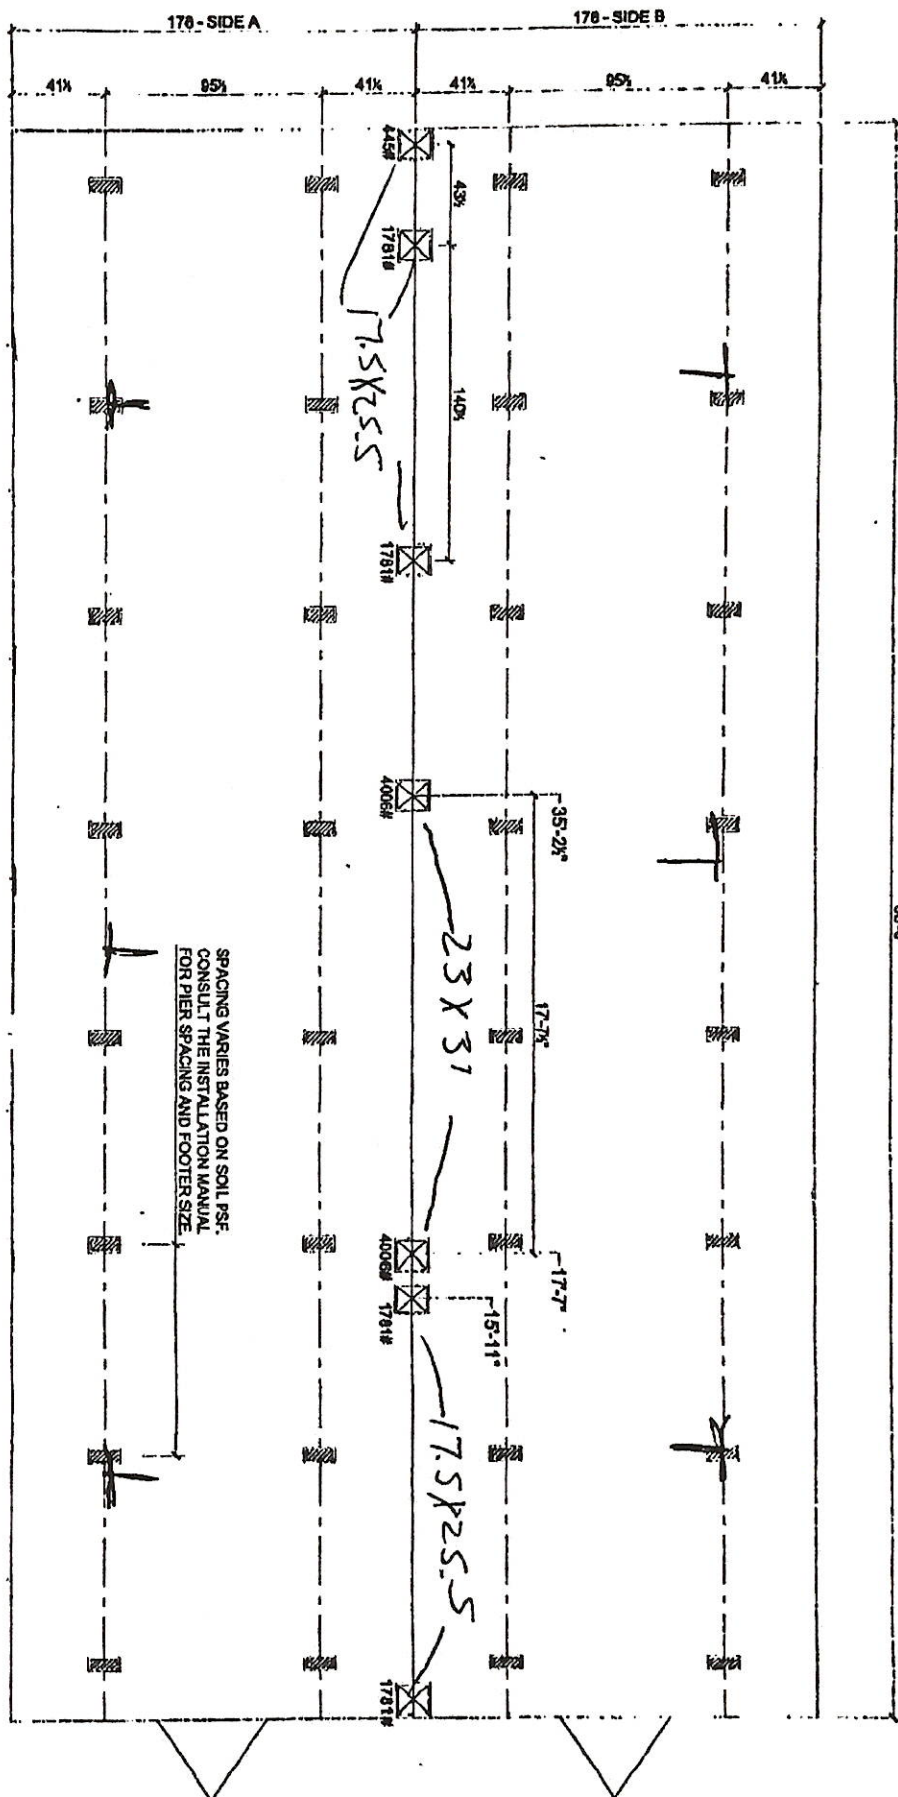 178 - SIDE A
178 - SIDE B
41¼
95½
41¼
41¼
95½
41¼
445#
43¾
1781#
17.5X25.5
140¼
1781#
4006#
35'-2½"
23 X 31
17'-7½"
SPACING VARIES BASED ON SOIL PSF.
CONSULT THE INSTALLATION MANUAL
FOR PIER SPACING AND FOOTER SIZE
4006#
17'-7"
1781#
15'-11"
17.5X25.5
1781#